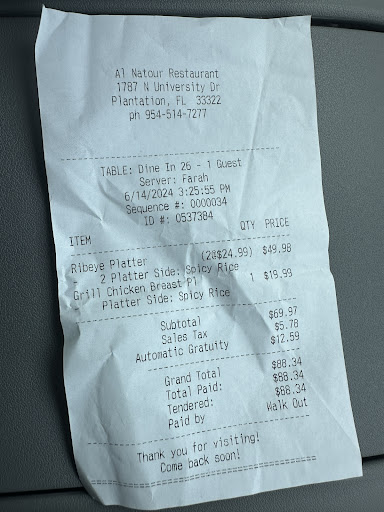 Al Natour Restaurant
1787 N University Dr
Plantation, FL 33322
ph 954-514-7277
TABLE: Dine In 26 - 1 Guest
Server: Farah
6/14/2024 3:25:55 PM
Sequence #: 0000034
ID #: 0537384
ITEM QTY PRICE
Ribeye Platter (2@$24.99) $49.98
- 2 Platter Side: Spicy Rice
Grill Chicken Breast Pl 1 $19.99
- Platter Side: Spicy Rice
Subtotal $69.97
Sales Tax $5.78
Automatic Gratuity $12.59
Grand Total $88.34
Total Paid: $88.34
Tendered: $88.34
Paid by Walk Out
Thank you for visiting!
Come back soon!